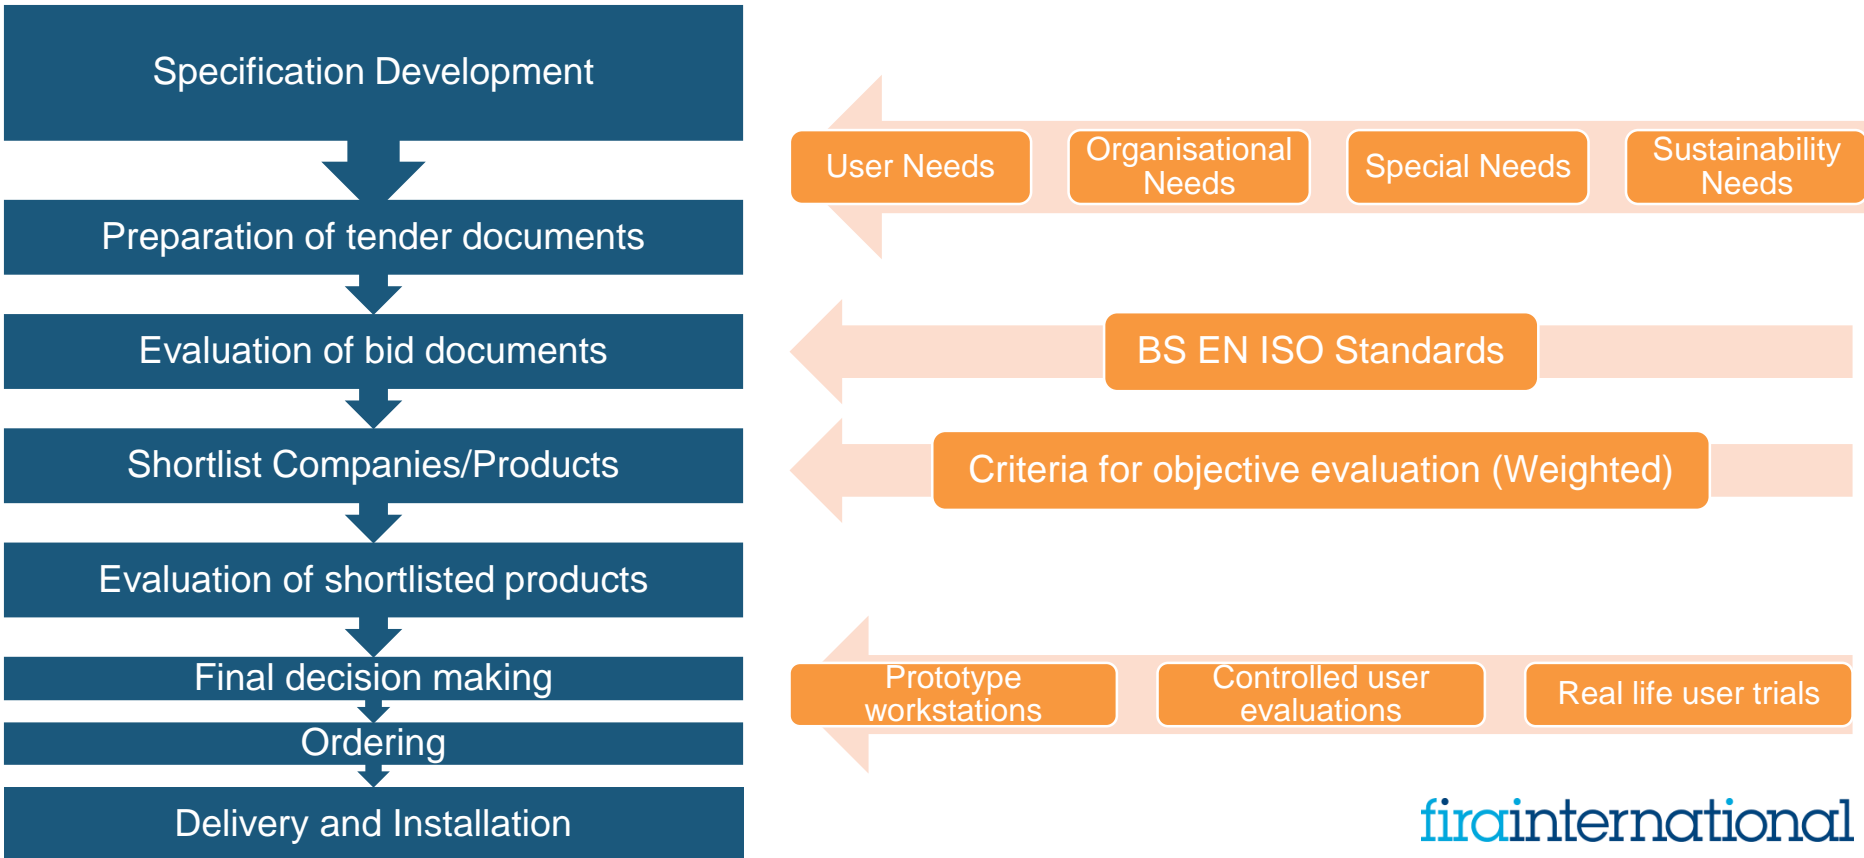 Specification Development
Preparation of tender documents
Evaluation of bid documents
Shortlist Companies/Products
Evaluation of shortlisted products
Final decision making
Ordering
Delivery and Installation
User Needs
Organisational
Needs
Special Needs
Sustainability
Needs
BS EN ISO Standards
Criteria for objective evaluation (Weighted)
Prototype
workstations
Controlled user
evaluations
Real life user trials
firainternational